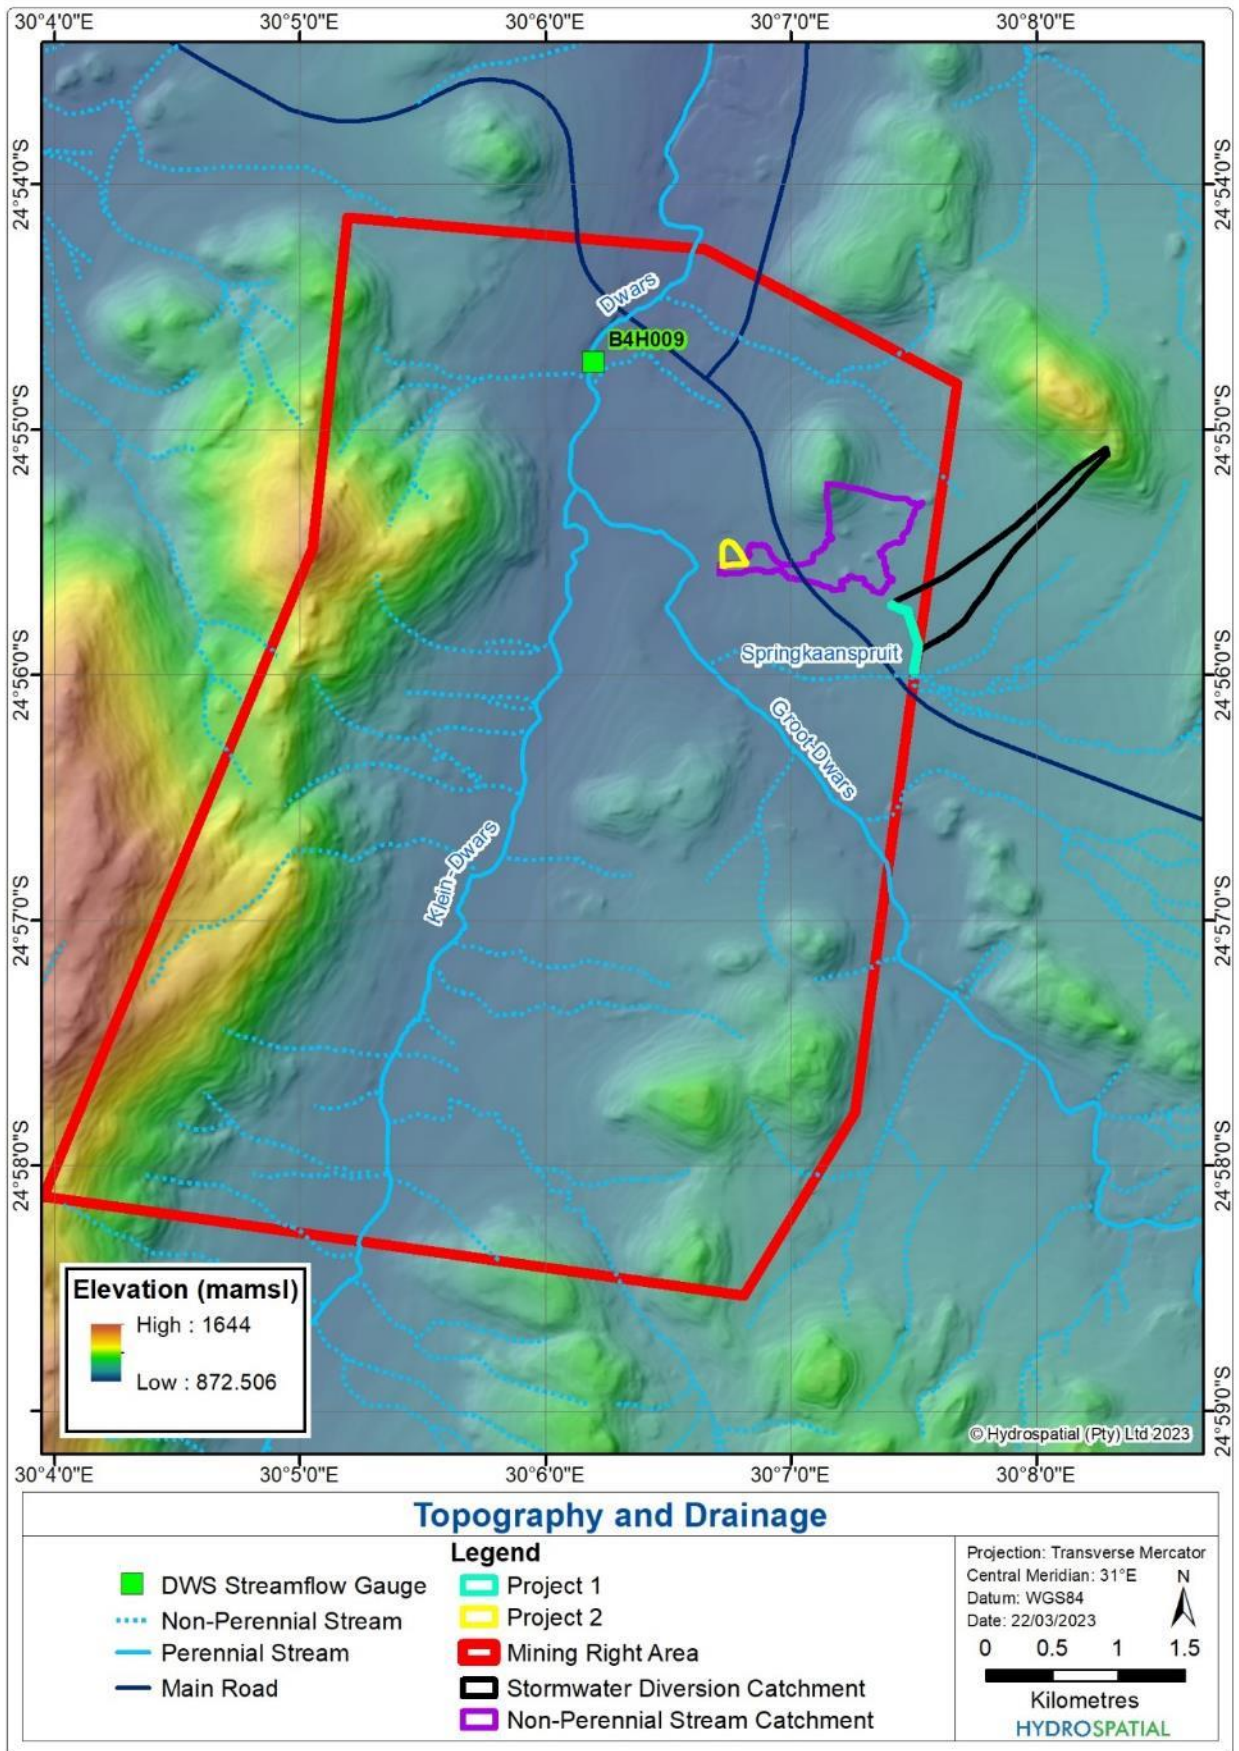 30°4'0"E 30°5'0"E 30°6'0"E 30°7'0"E 30°8'0"E
24°54'0"S 24°54'0"S
Dwars
B4H009
24°55'0"S 24°55'0"S
Springkaanspruit
24°56'0"S 24°56'0"S
Groot-Dwars
Klein-Dwars
24°57'0"S 24°57'0"S
24°58'0"S 24°58'0"S
Elevation (mamsl)
High : 1644
Low : 872.506
24°59'0"S
© Hydrospatial (Pty) Ltd 2023
30°4'0"E 30°5'0"E 30°6'0"E 30°7'0"E 30°8'0"E
Topography and Drainage
Legend
DWS Streamflow Gauge
Non-Perennial Stream
Perennial Stream
Main Road
Project 1
Project 2
Mining Right Area
Stormwater Diversion Catchment
Non-Perennial Stream Catchment
Projection: Transverse Mercator
Central Meridian: 31°E
Datum: WGS84
Date: 22/03/2023
N
0 0.5 1 1.5
Kilometres
HYDROSPATIAL